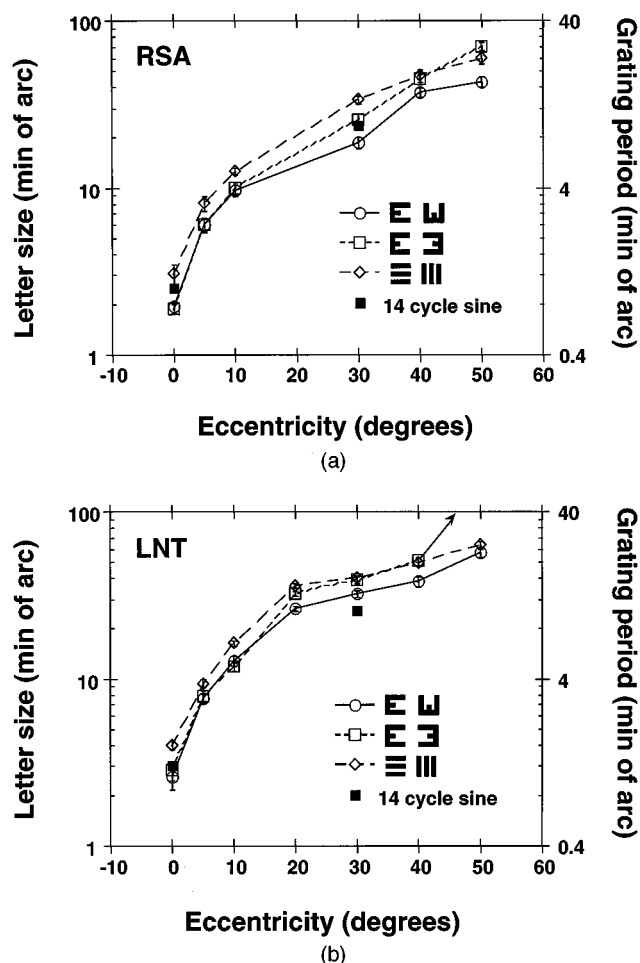 100
40
RSA
Letter size (min of arc)
Grating period (min of arc)
10
4
14 cycle sine
1
0.4
-10 0 10 20 30 40 50 60
Eccentricity (degrees)
(a)
100
40
LNT
Letter size (min of arc)
Grating period (min of arc)
10
4
14 cycle sine
1
0.4
-10 0 10 20 30 40 50 60
Eccentricity (degrees)
(b)